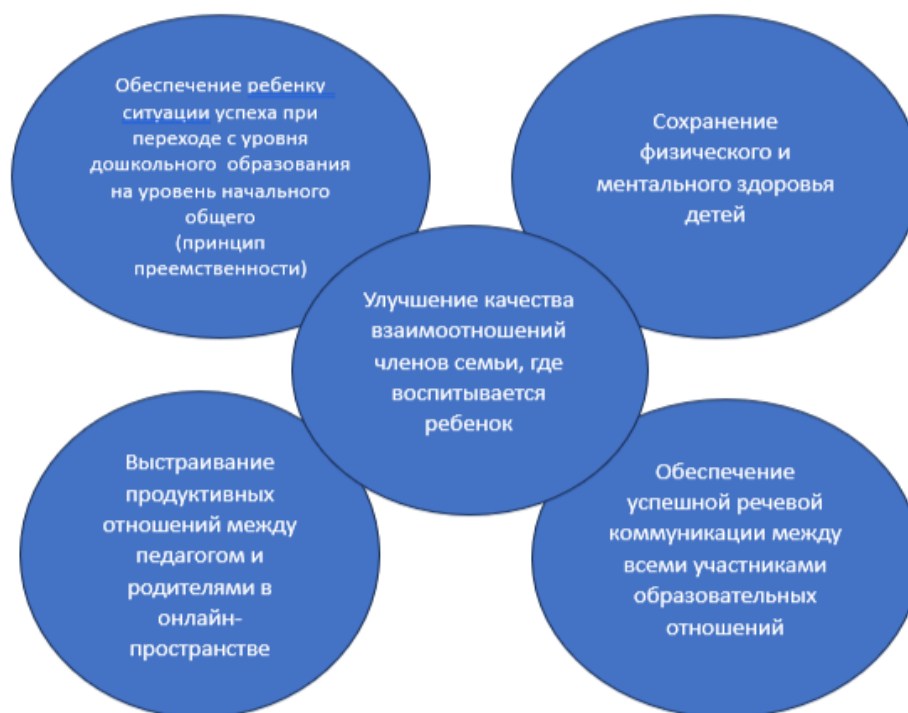 Обеспечение ребенку
ситуации успеха при
переходе с уровня
дошкольного образования
на уровень начального
общего
(принцип
преемственности)
Сохранение
физического и
ментального здоровья
детей
Улучшение качества
взаимоотношений
членов семьи, где
воспитывается
ребенок
Выстраивание
продуктивных
отношений между
педагогом и
родителями в
онлайн-
пространстве
Обеспечение
успешной речевой
коммуникации между
всеми участниками
образовательных
отношений